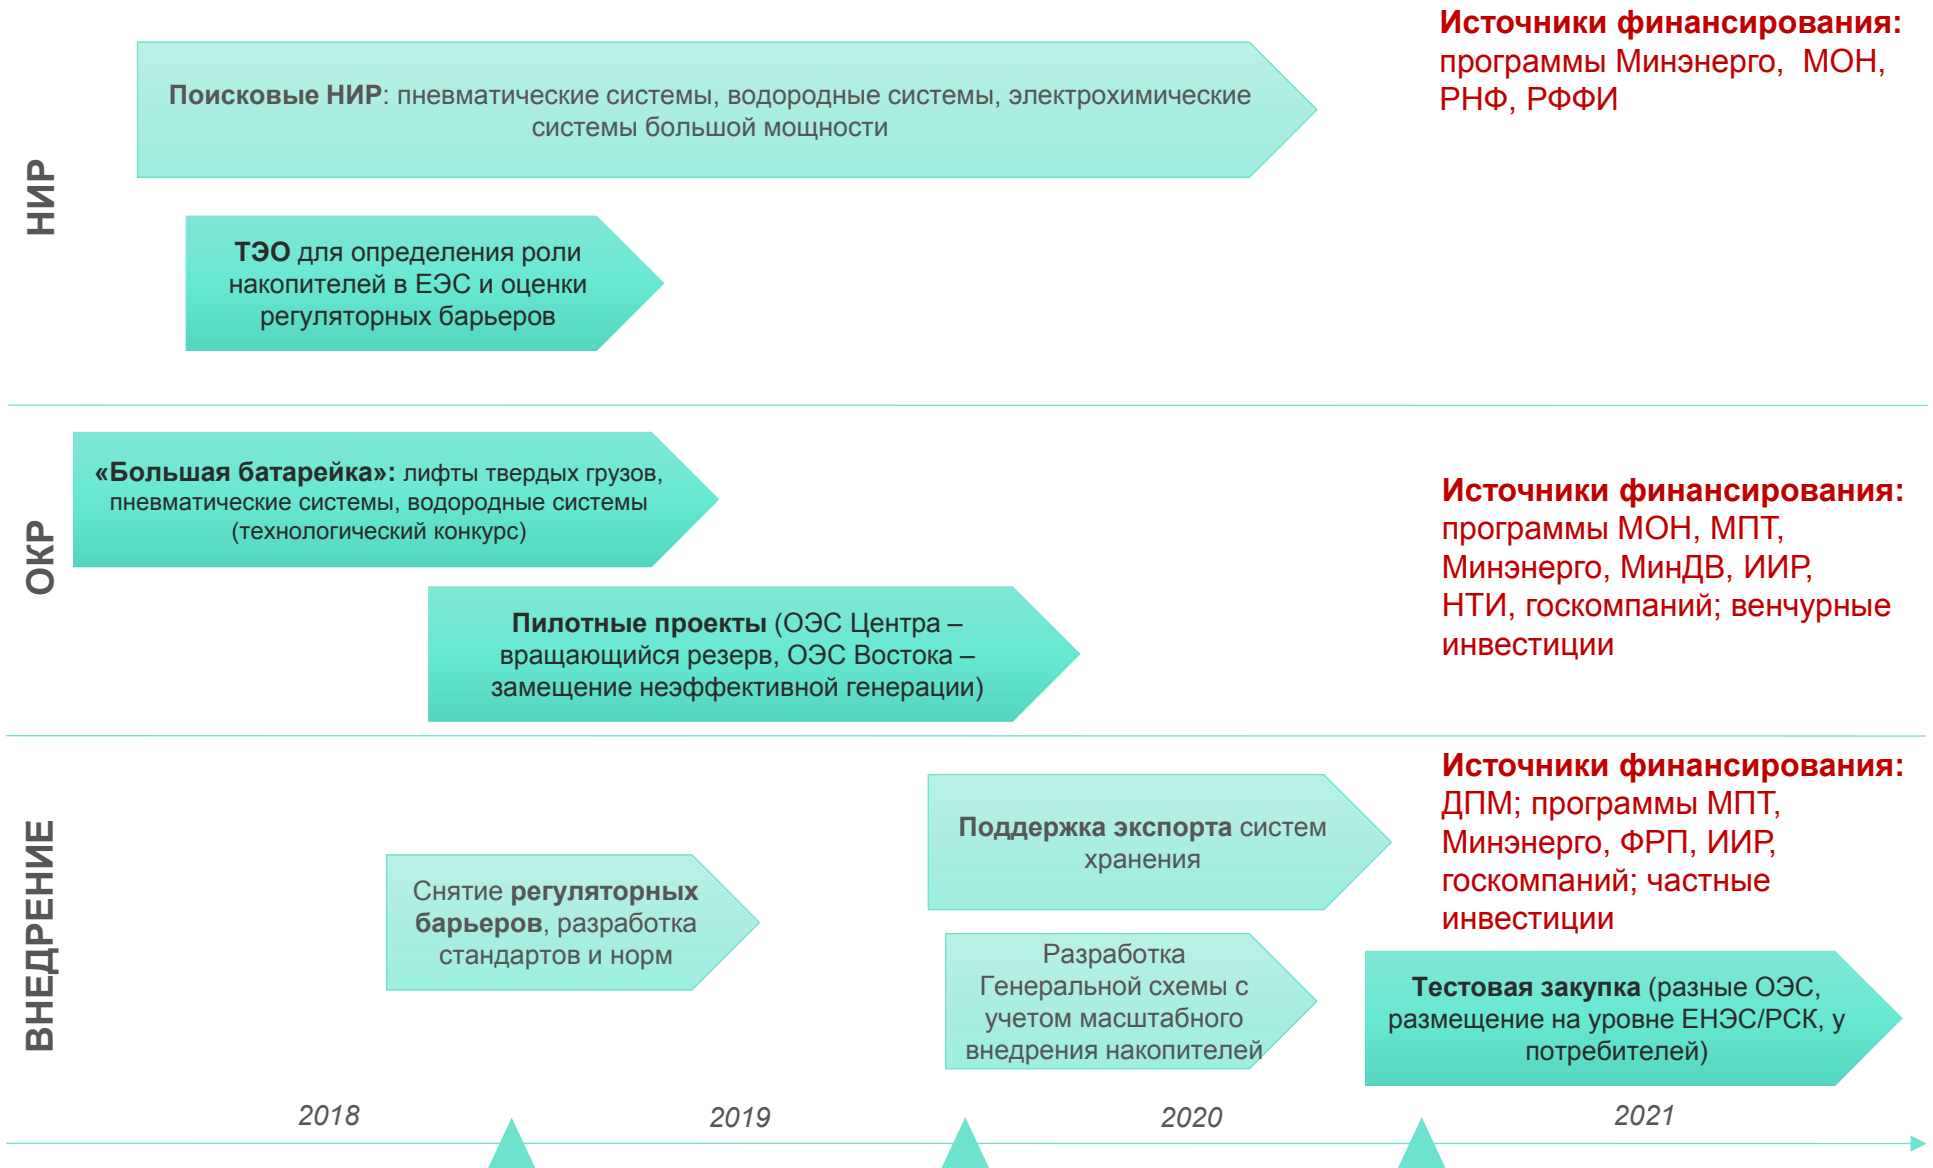 НИР
Поисковые НИР: пневматические системы, водородные системы, электрохимические
системы большой мощности
Источники финансирования:
программы Минэнерго, МОН,
РНФ, РФФИ
ТЭО для определения роли
накопителей в ЕЭС и оценки
регуляторных барьеров
ОКР
«Большая батарейка»: лифты твердых грузов,
пневматические системы, водородные системы
(технологический конкурс)
Пилотные проекты (ОЭС Центра –
вращающийся резерв, ОЭС Востока –
замещение неэффективной генерации)
Источники финансирования:
программы МОН, МПТ,
Минэнерго, МинДВ, ИИР,
НТИ, госкомпаний; венчурные
инвестиции
ВНЕДРЕНИЕ
Снятие регуляторных
барьеров, разработка
стандартов и норм
Поддержка экспорта систем
хранения
Разработка
Генеральной схемы с
учетом масштабного
внедрения накопителей
Источники финансирования:
ДПМ; программы МПТ,
Минэнерго, ФРП, ИИР,
госкомпаний; частные
инвестиции
Тестовая закупка (разные ОЭС,
размещение на уровне ЕНЭС/РСК, у
потребителей)
2018
2019
2020
2021